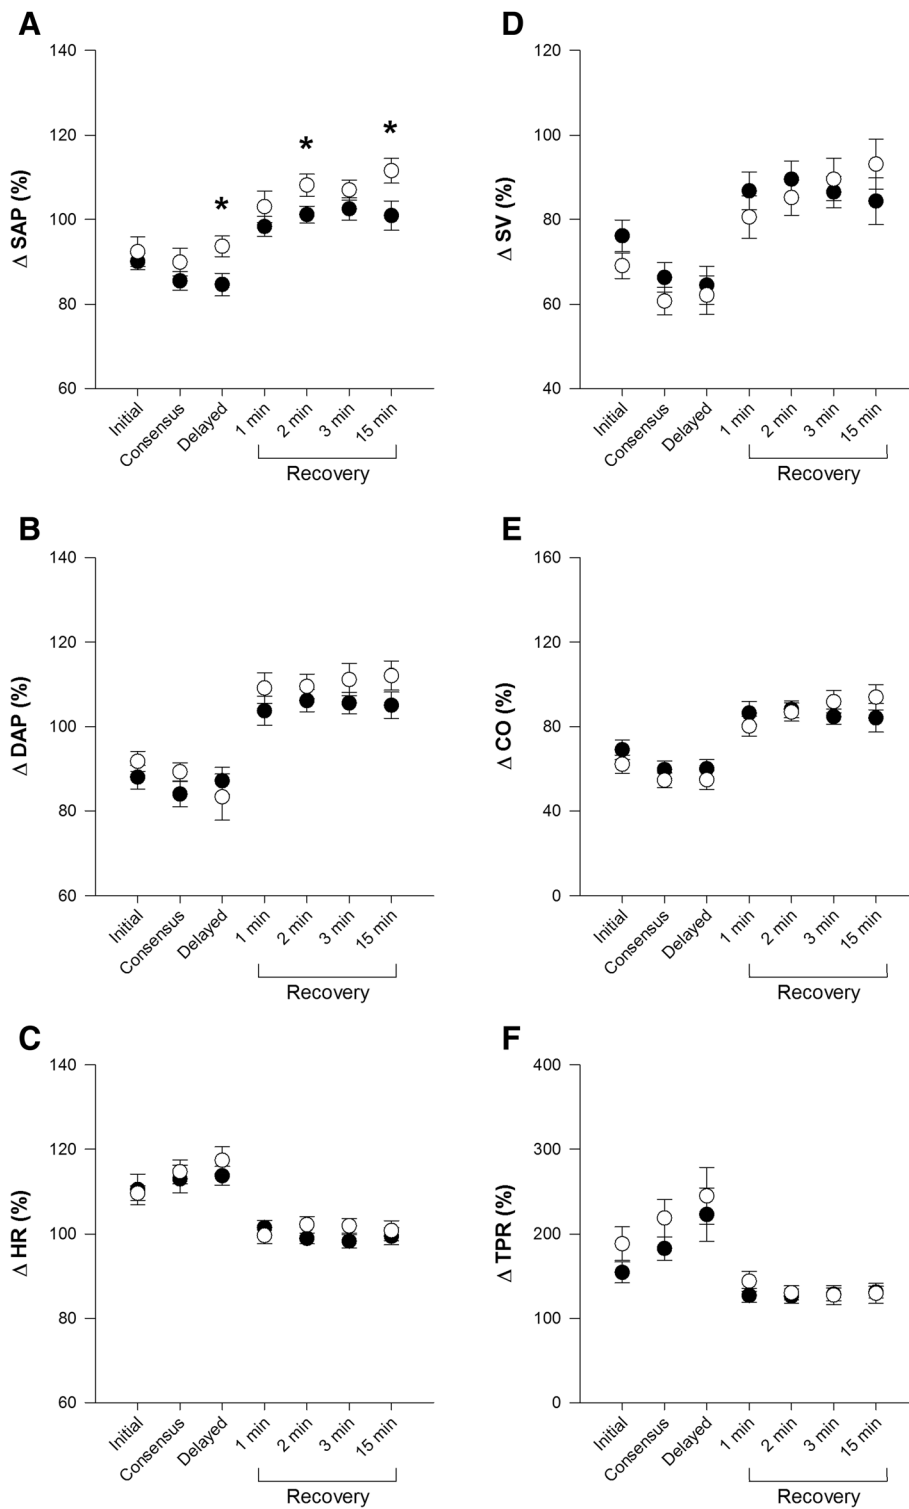 A
140
120
100
80
60
Δ SAP (%)
*
*
*
Initial
Consensus
Delayed
1 min
2 min
3 min
15 min
Recovery
D
120
100
80
60
40
Δ SV (%)
Initial
Consensus
Delayed
1 min
2 min
3 min
15 min
Recovery
B
140
120
100
80
60
Δ DAP (%)
Initial
Consensus
Delayed
1 min
2 min
3 min
15 min
Recovery
E
160
120
80
40
0
Δ CO (%)
Initial
Consensus
Delayed
1 min
2 min
3 min
15 min
Recovery
C
140
120
100
80
60
Δ HR (%)
Initial
Consensus
Delayed
1 min
2 min
3 min
15 min
Recovery
F
400
300
200
100
0
Δ TPR (%)
Initial
Consensus
Delayed
1 min
2 min
3 min
15 min
Recovery